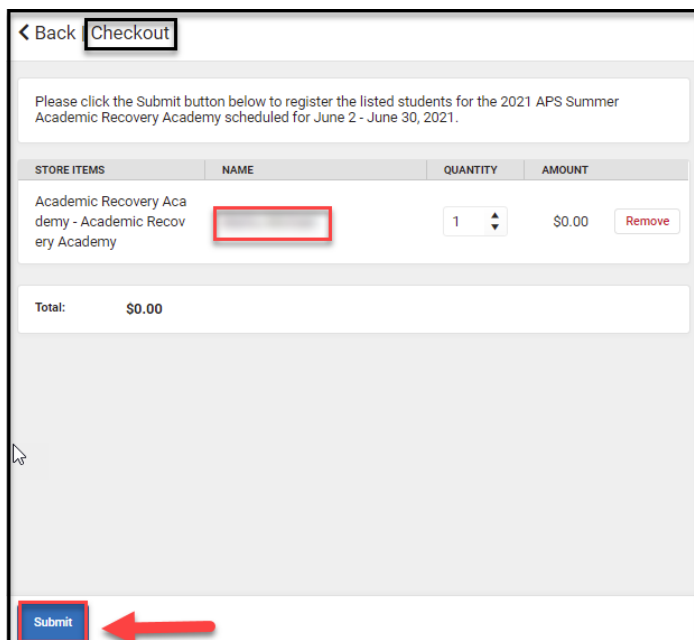 Back | Checkout
Please click the Submit button below to register the listed students for the 2021 APS Summer
Academic Recovery Academy scheduled for June 2 - June 30, 2021.
STORE ITEMS NAME QUANTITY AMOUNT
Academic Recovery Aca
demy - Academic Recov
ery Academy
1 $0.00 Remove
Total: $0.00
Submit